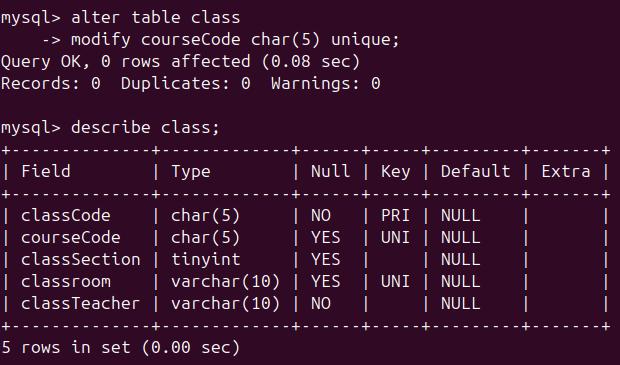 mysql> alter table class
    -> modify courseCode char(5) unique;
Query OK, 0 rows affected (0.08 sec)
Records: 0  Duplicates: 0  Warnings: 0

mysql> describe class;
+--------------+-------------+------+-----+---------+-------+
| Field        | Type        | Null | Key | Default | Extra |
+--------------+-------------+------+-----+---------+-------+
| classCode    | char(5)     | NO   | PRI | NULL    |       |
| courseCode   | char(5)     | YES  | UNI | NULL    |       |
| classSection | tinyint     | YES  |     | NULL    |       |
| classroom    | varchar(10) | YES  | UNI | NULL    |       |
| classTeacher | varchar(10) | NO   |     | NULL    |       |
+--------------+-------------+------+-----+---------+-------+
5 rows in set (0.00 sec)